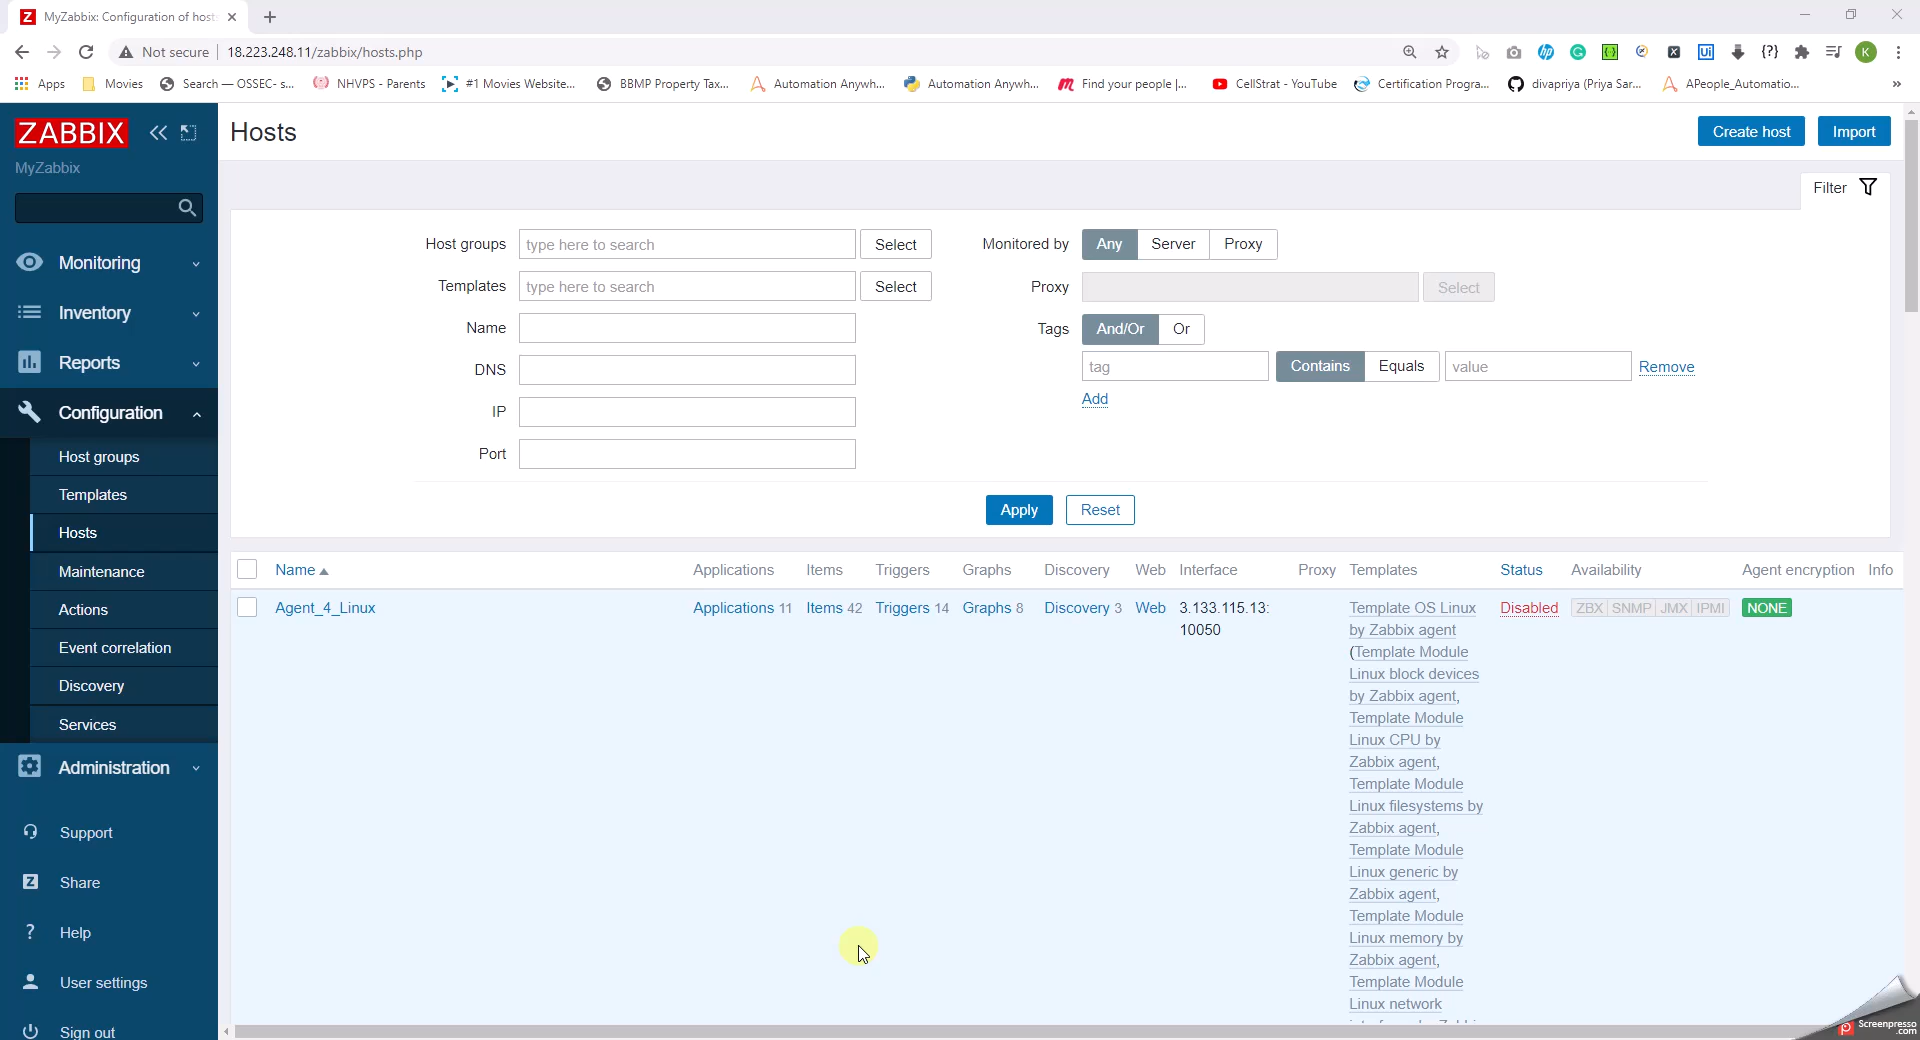 Z MyZabbix: Configuration of host
Not secure 18.223.248.11/zabbix/hosts.php
K
Apps Movies Search — OSSEC- s... NHVPS - Parents #1 Movies Website... BBMP Property Tax... Automation Anywh... Automation Anywh... Find your people |... CellStrat - YouTube Certification Progra... divapriya (Priya Sar... APeople_Automatio... »
ZABBIX
MyZabbix
Monitoring
Inventory
Reports
Configuration
Host groups
Templates
Hosts
Maintenance
Actions
Event correlation
Discovery
Services
Administration
Support
Z Share
? Help
User settings
Sign out
Hosts
Create host Import
Filter
Host groups type here to search Select
Templates type here to search Select
Name
DNS
IP
Port
Monitored by Any Server Proxy
Proxy Select
Tags And/Or Or
tag Contains Equals value Remove
Add
Apply Reset
Name Applications Items Triggers Graphs Discovery Web Interface Proxy Templates Status Availability Agent encryption Info
Agent_4_Linux Applications 11 Items 42 Triggers 14 Graphs 8 Discovery 3 Web 3.133.115.13: Template OS Linux Disabled ZBX SNMP JMX IPMI NONE
10050 by Zabbix agent
(Template Module
Linux block devices
by Zabbix agent,
Template Module
Linux CPU by
Zabbix agent,
Template Module
Linux filesystems by
Zabbix agent,
Template Module
Linux generic by
Zabbix agent,
Template Module
Linux memory by
Zabbix agent,
Template Module
Linux network
Screenpresso
.com